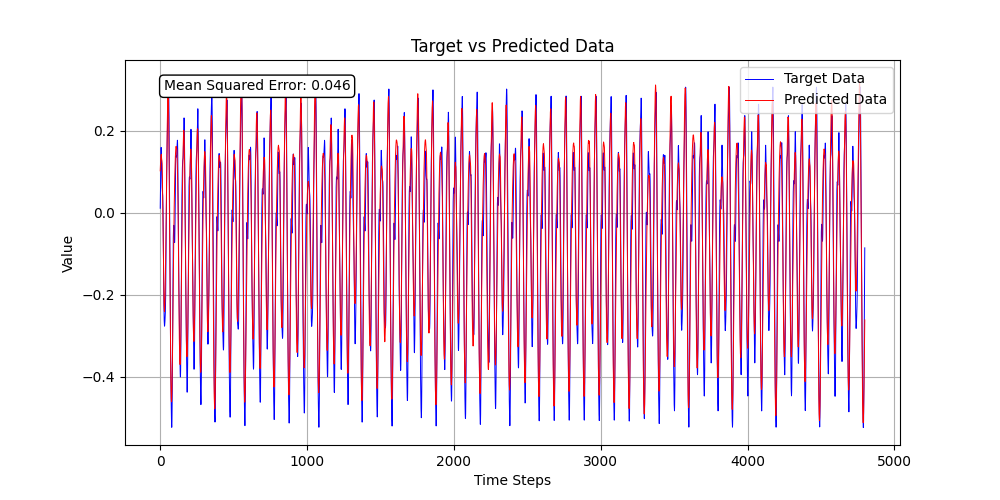 Target vs Predicted Data
Mean Squared Error: 0.046
Target Data
Predicted Data
0.2
0.0
−0.2
−0.4
Value
0
1000
2000
3000
4000
5000
Time Steps